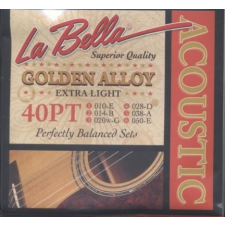 La Bella
Superior Quality
GOLDEN ALLOY
EXTRA LIGHT
40PT
010-E 028-D
014-B 038-A
020w-G 050-E
Perfectly Balanced Sets
ACOUSTIC